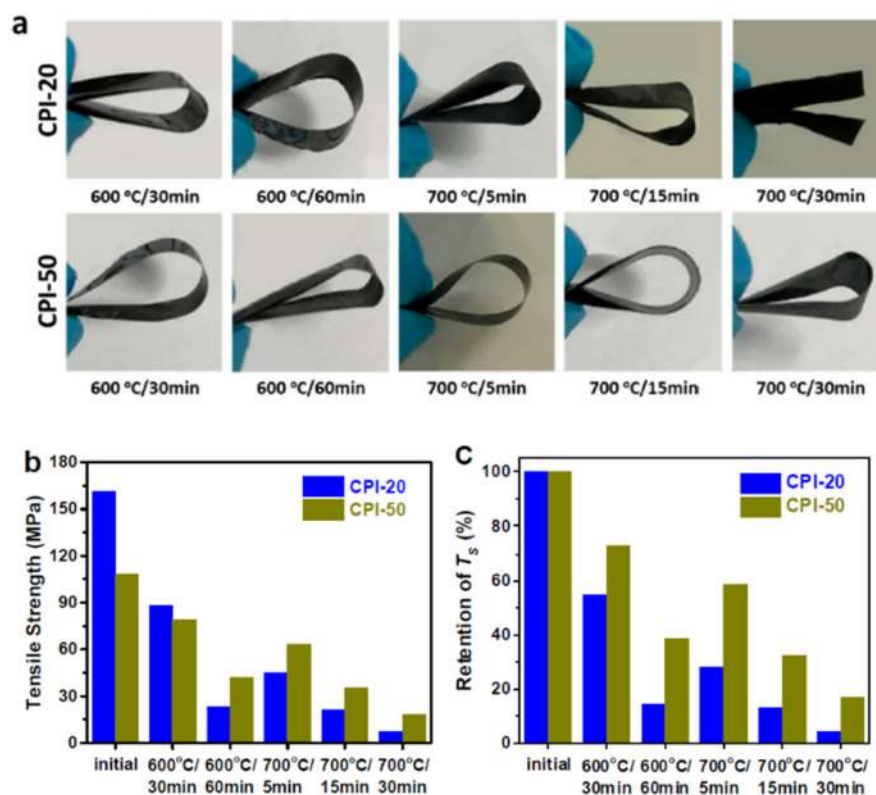 a
CPI-20
600 °C/30min
600 °C/60min
700 °C/5min
700 °C/15min
700 °C/30min
CPI-50
600 °C/30min
600 °C/60min
700 °C/5min
700 °C/15min
700 °C/30min
b
Tensile Strength (MPa)
180
150
120
90
60
30
0
CPI-20
CPI-50
initial
600°C/
30min
600°C/
60min
700°C/
5min
700°C/
15min
700°C/
30min
c
Retention of Ts (%)
100
80
60
40
20
0
CPI-20
CPI-50
initial
600°C/
30min
600°C/
60min
700°C/
5min
700°C/
15min
700°C/
30min